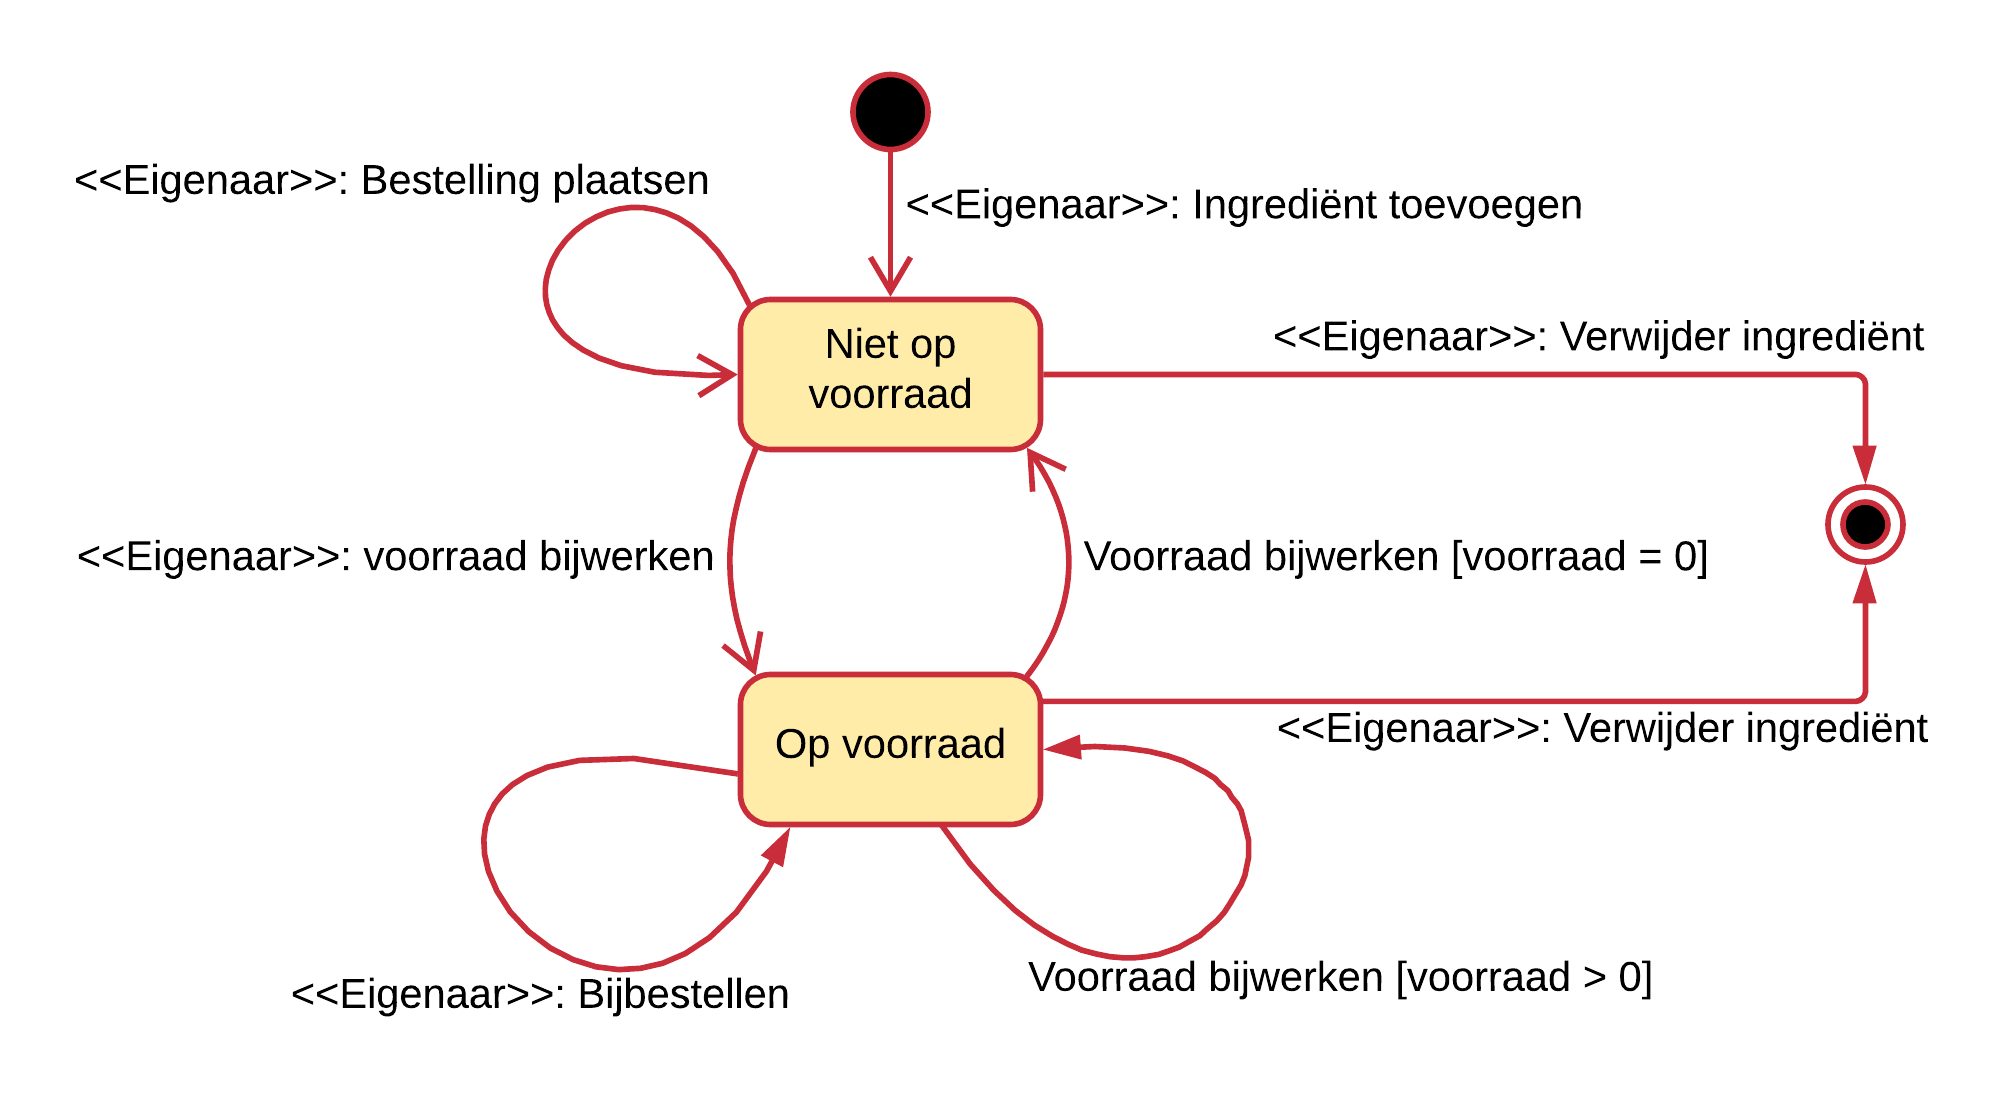 <<Eigenaar>>: Bestelling plaatsen
<<Eigenaar>>: Ingrediënt toevoegen
Niet op
voorraad
<<Eigenaar>>: Verwijder ingrediënt
<<Eigenaar>>: voorraad bijwerken
Voorraad bijwerken [voorraad = 0]
Op voorraad
<<Eigenaar>>: Verwijder ingrediënt
<<Eigenaar>>: Bijbestellen
Voorraad bijwerken [voorraad > 0]